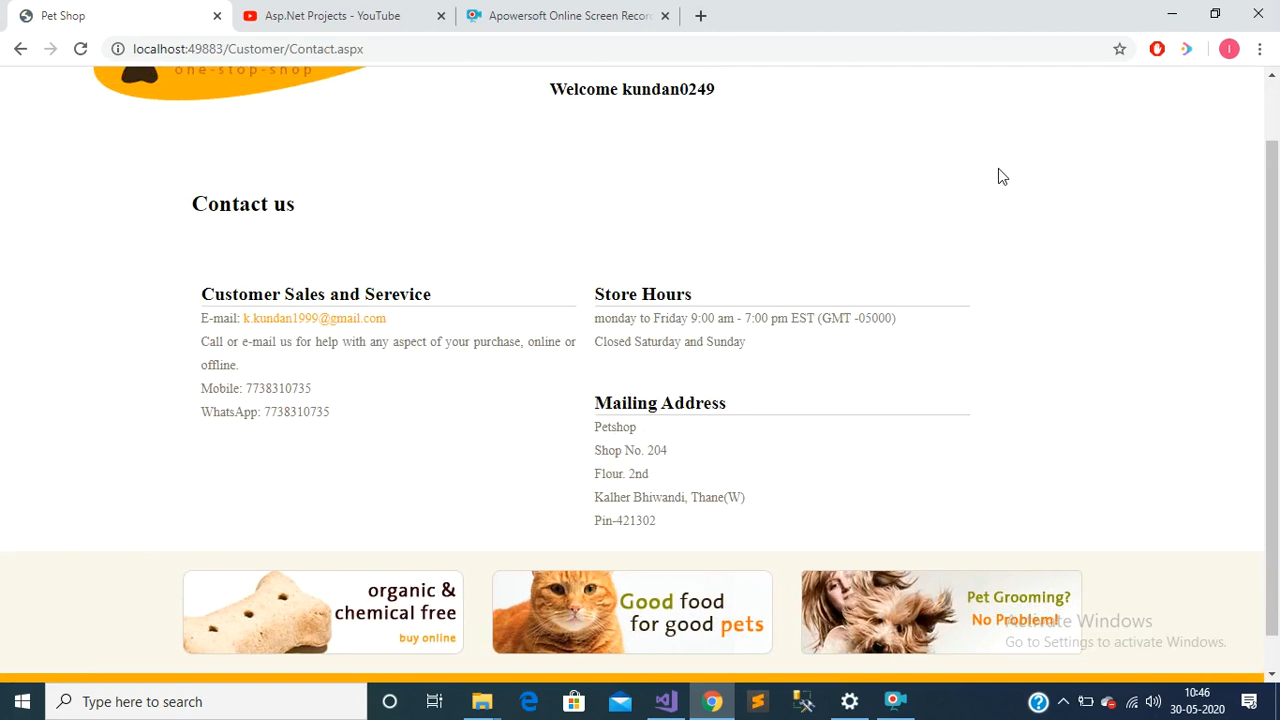 Pet Shop
Asp.Net Projects - YouTube
Apowersoft Online Screen Recor
localhost:49883/Customer/Contact.aspx
I
one-stop-shop
Welcome kundan0249
Contact us
Customer Sales andSerevice
E-mail: k.kundan1999@gmail.com
Call or e-mail us for help with any aspect of your purchase, online or
offline.
Mobile: 7738310735
WhatsApp: 7738310735
Store Hours
monday to Friday 9:00 am - 7:00 pm EST (GMT -05000)
Closed Saturday and Sunday
Mailing Address
Petshop
Shop No. 204
Flour. 2nd
Kalher Bhiwandi, Thane(W)
Pin-421302
organic &
chemical free
buy online
Good food
for good pets
Pet Grooming?
No Problem!
Activate Windows
Go to Settings to activate Windows.
Type here to search
10:46
30-05-2020